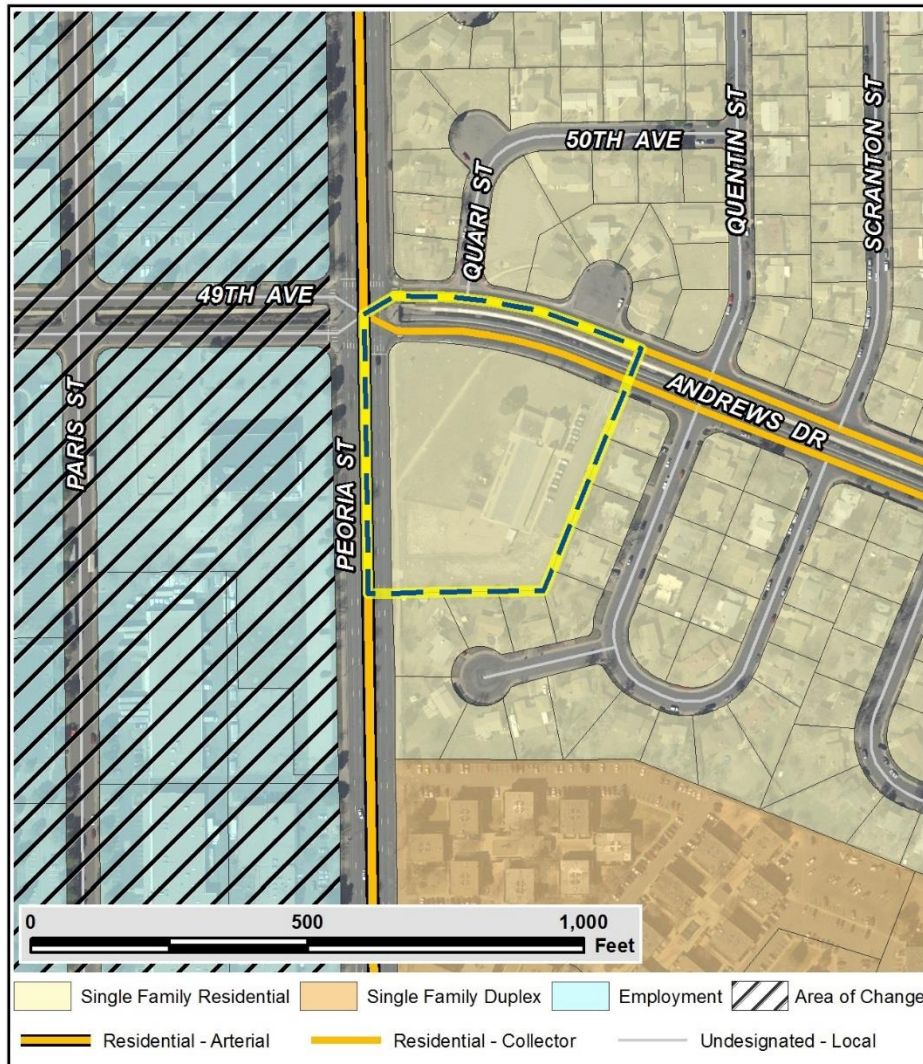 50TH AVE
QUARI ST
QUENTIN ST
SCRANTON ST
49TH AVE
PARIS ST
PEORIA ST
ANDREWS DR
0 500 1,000
Feet
Single Family Residential Single Family Duplex Employment Area of Change
Residential - Arterial Residential - Collector Undesignated - Local